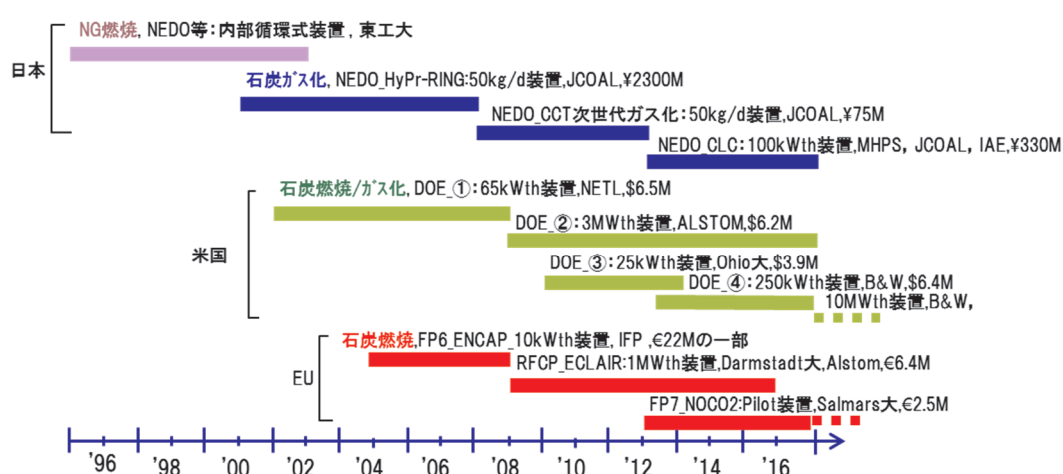 NG燃焼, NEDO等：内部循環式装置, 東工大
日本
石炭ガス化, NEDO_HyPr-RING:50kg/d装置,JCOAL,¥2300M
NEDO_CCT次世代ガス化：50kg/d装置,JCOAL,¥75M
NEDO_CLC：100kWth装置,MHPS, JCOAL, IAE,¥330M
石炭燃焼/ガス化, DOE_①：65kWth装置,NETL,$6.5M
DOE_②：3MWth装置,ALSTOM,$6.2M
米国
DOE_③：25kWth装置,Ohio大,$3.9M
DOE_④：250kWth装置,B&W,$6.4M
10MWth装置,B&W,
石炭燃焼,FP6_ENCAP_10kWth装置, IFP ,€22Mの一部
RFCP_ECLAIR:1MWth装置,Darmstadt大,Alstom,€6.4M
EU
FP7_NOCO2:Pilot装置,Salmars大,€2.5M
'96 '98 '00 '02 '04 '06 '08 '10 '12 '14 '16